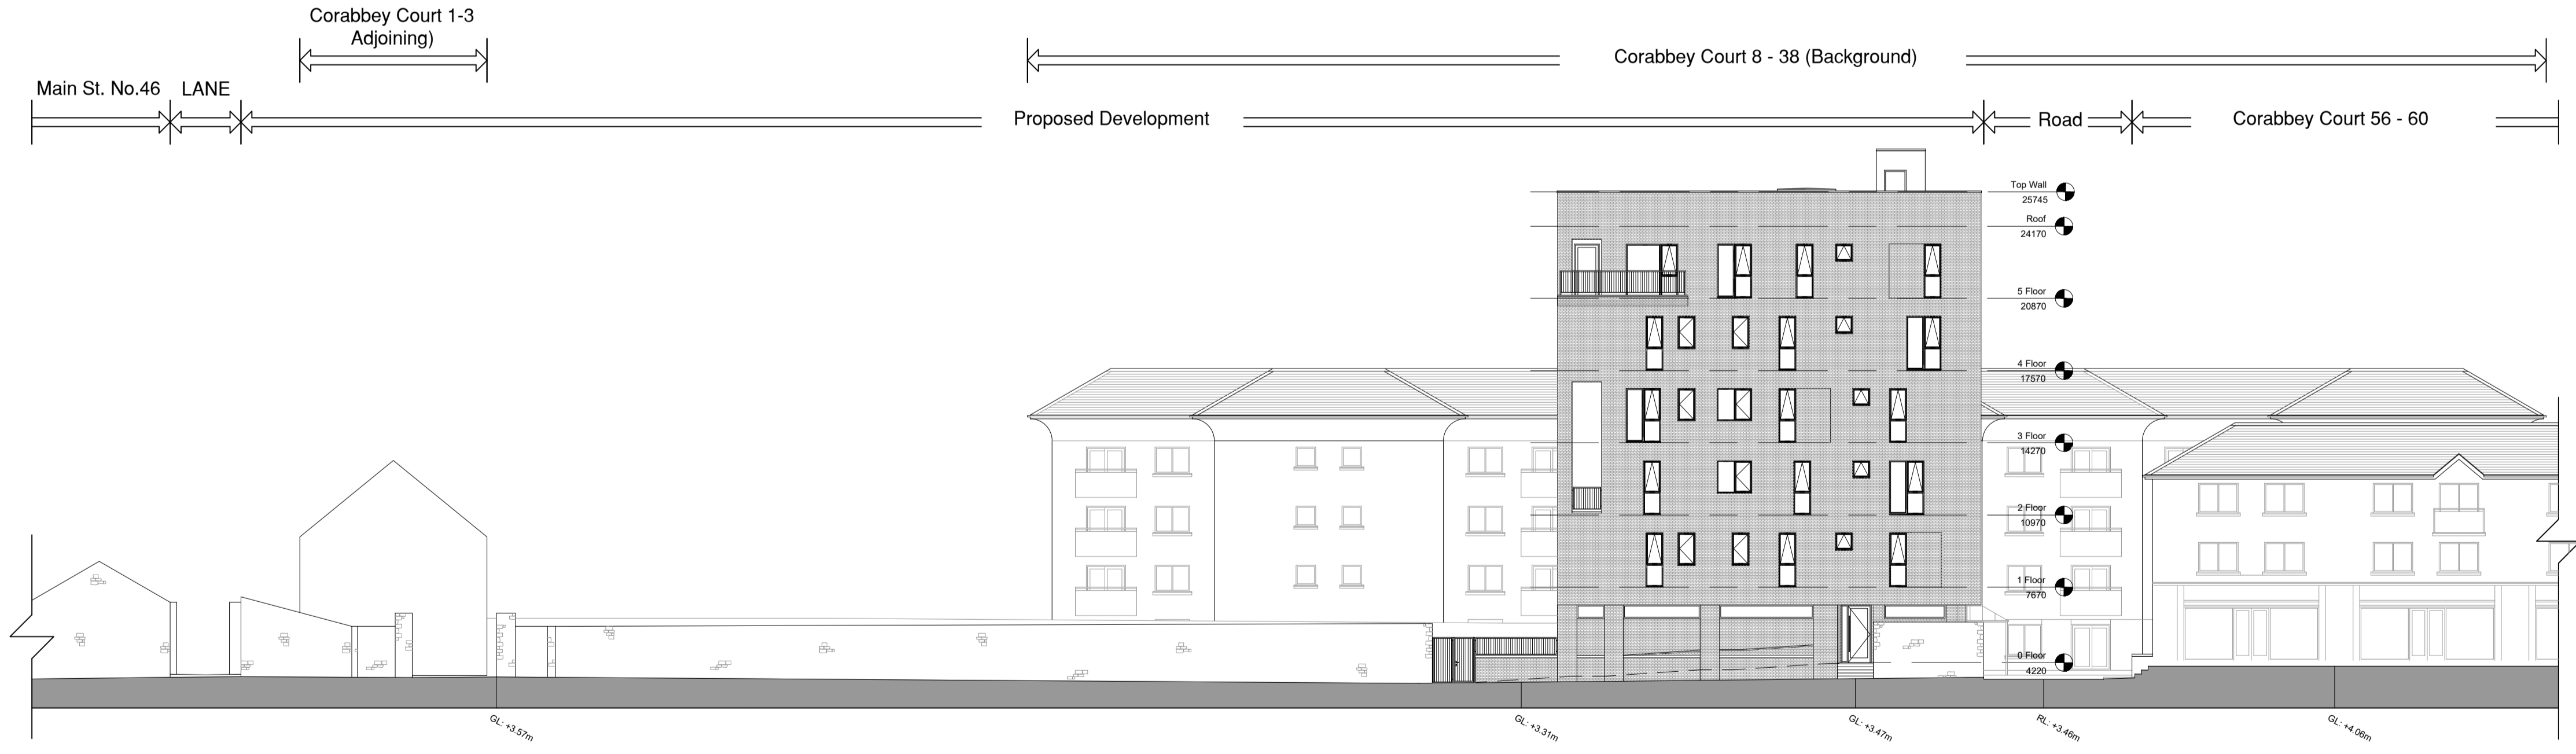 Corabbey Court 1-3
Adjoining)
Corabbey Court 8 - 38 (Background)
Main St. No.46
LANE
Proposed Development
Road
Corabbey Court 56 - 60
Top Wall
25745
Roof
24170
5 Floor
20870
4 Floor
17570
3 Floor
14270
2 Floor
10970
1 Floor
7670
0 Floor
4220
GL: +3.57m
GL: +3.31m
GL: +3.47m
RL: +3.46m
GL: +4.06m